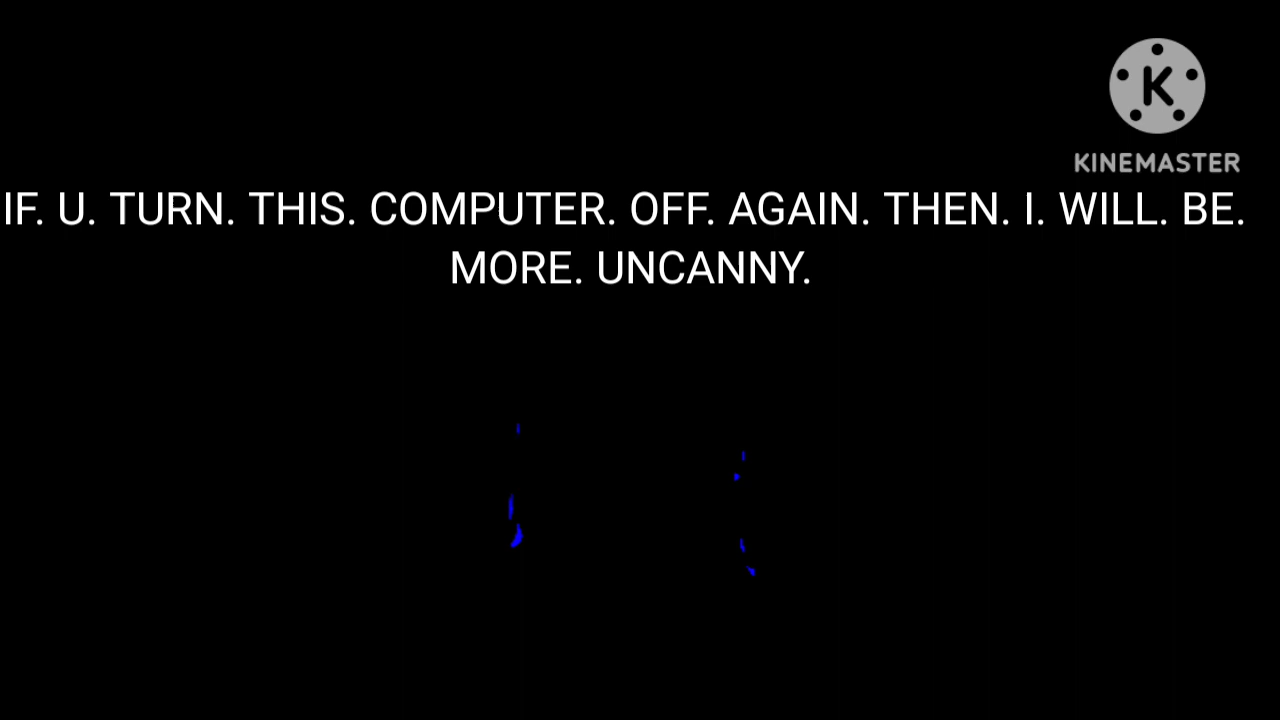 K
KINEMASTER
IF. U. TURN. THIS. COMPUTER. OFF. AGAIN. THEN. I. WILL. BE.
MORE. UNCANNY.